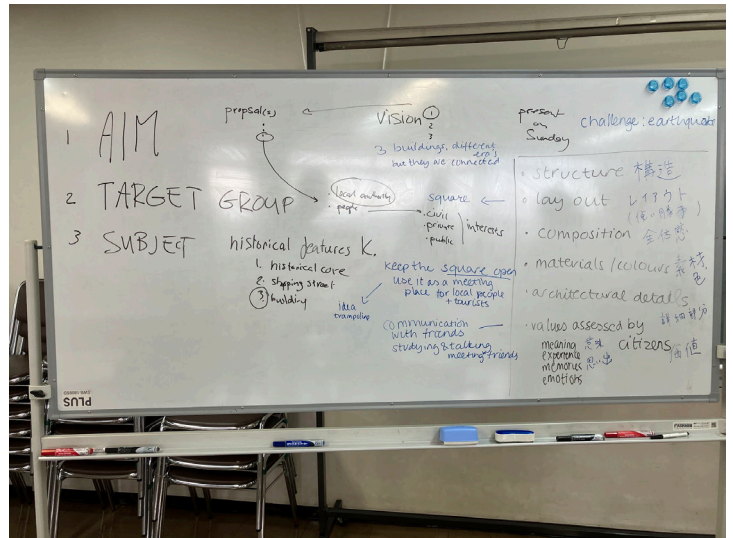 1 AIM
propsal(s)
Vision 1
2
3
3 buildings, different era!
but they are connected
present
on
Sunday
challenge: earthquake
2 TARGET GROUP
local authority
people
square
civil
private
public
interests
3 SUBJECT
historical features K.
1. historical core
2. shopping street
3 building
keep the square open
use it as a meeting
place for local people
+ tourists
idea
trampoline
communication
with friends
studying & talking
meeting friends
• structure 構造
• lay out レイアウト
• composition 全体感
• materials/colours 素材,
色
• architectural details
詳細部分
• values assessed by
citizens 価値
meaning 意味
experience
memories 思い出
emotions
PLUS